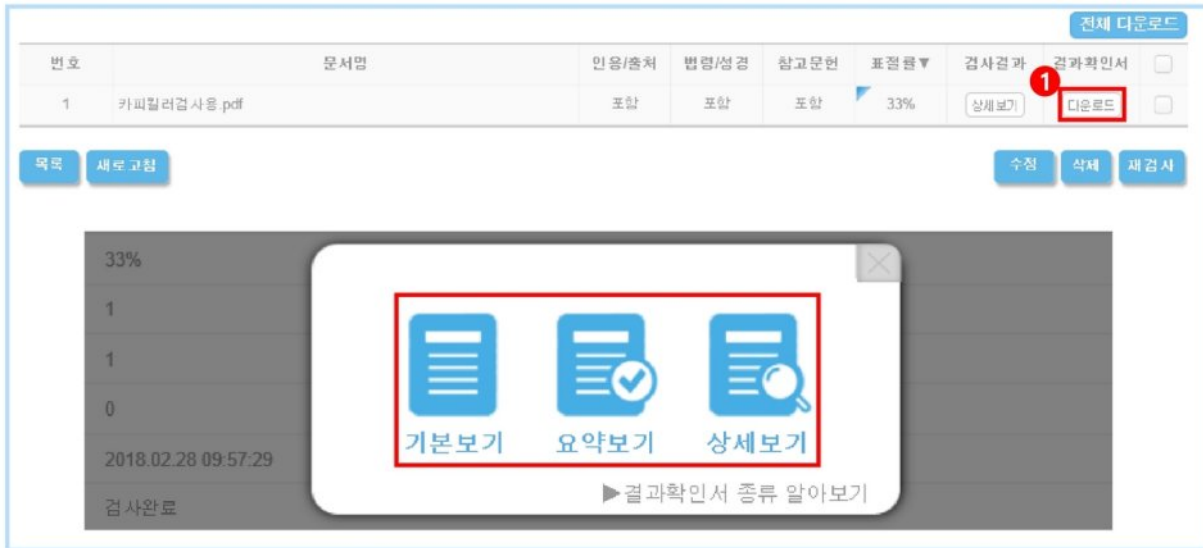 전체 다운로드
번호 문서명 인용/출처 법령/성경 참고문헌 표절률▼ 검사결과 결과확인서
1
1 카피킬러검사용.pdf 포함 포함 포함 33% 상세보기 다운로드
목록 새로고침 수정 삭제 재검사
33%
1
1
0
기본보기 요약보기 상세보기
2018.02.28 09:57:29
▶결과확인서 종류 알아보기
검사완료